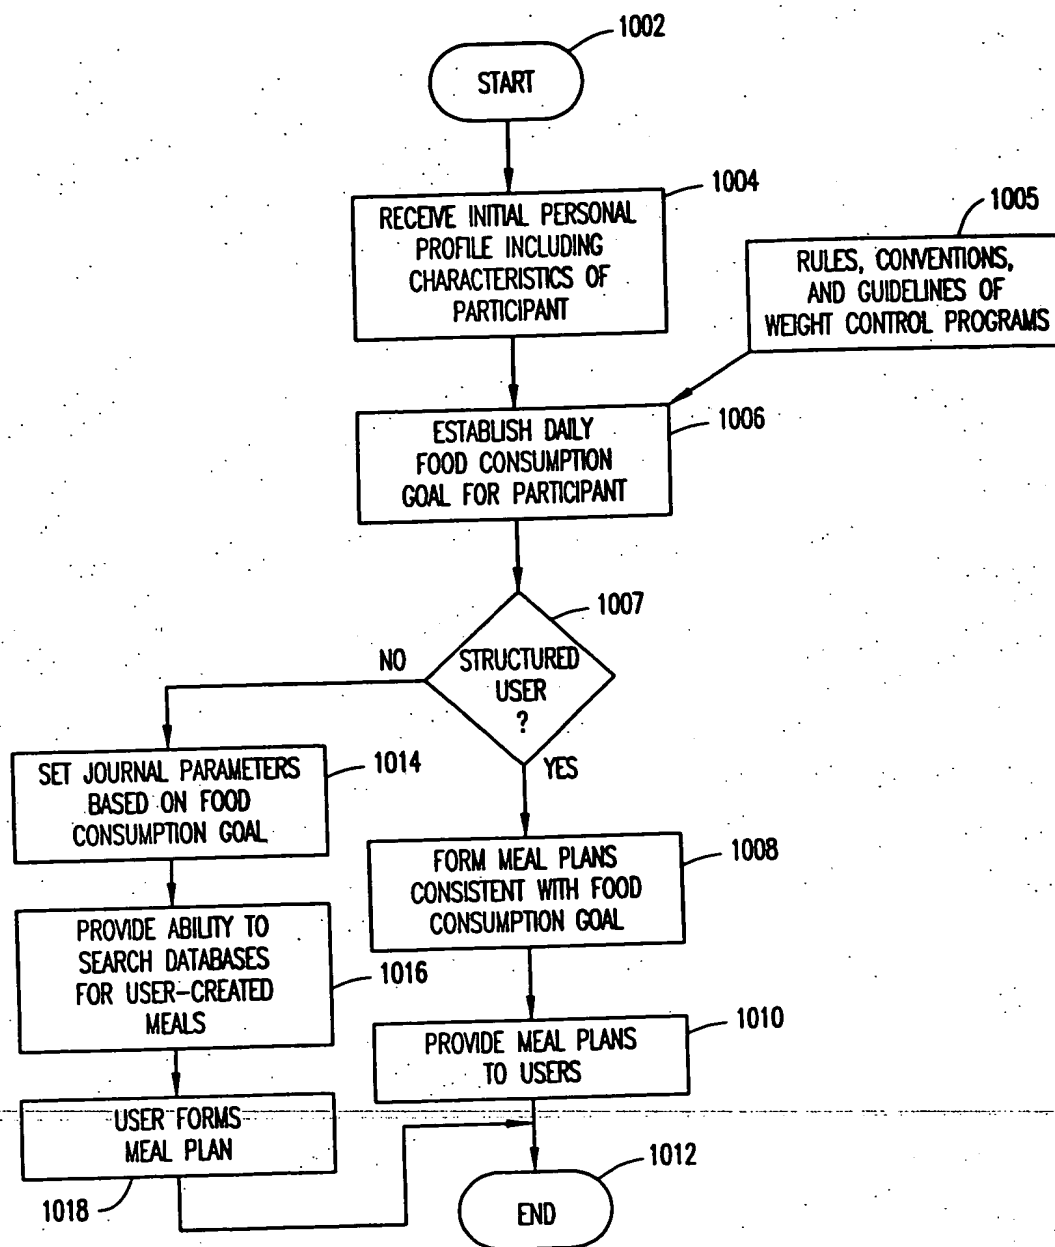 1002
START
1004
RECEIVE INITIAL PERSONAL
PROFILE INCLUDING
CHARACTERISTICS OF
PARTICIPANT
1005
RULES, CONVENTIONS,
AND GUIDELINES OF
WEIGHT CONTROL PROGRAMS
ESTABLISH DAILY
FOOD CONSUMPTION
GOAL FOR PARTICIPANT
1006
1007
STRUCTURED
USER
?
NO
YES
SET JOURNAL PARAMETERS
BASED ON FOOD
CONSUMPTION GOAL
1014
FORM MEAL PLANS
CONSISTENT WITH FOOD
CONSUMPTION GOAL
1008
PROVIDE ABILITY TO
SEARCH DATABASES
FOR USER-CREATED
MEALS
1016
PROVIDE MEAL PLANS
TO USERS
1010
USER FORMS
MEAL PLAN
1018
1012
END